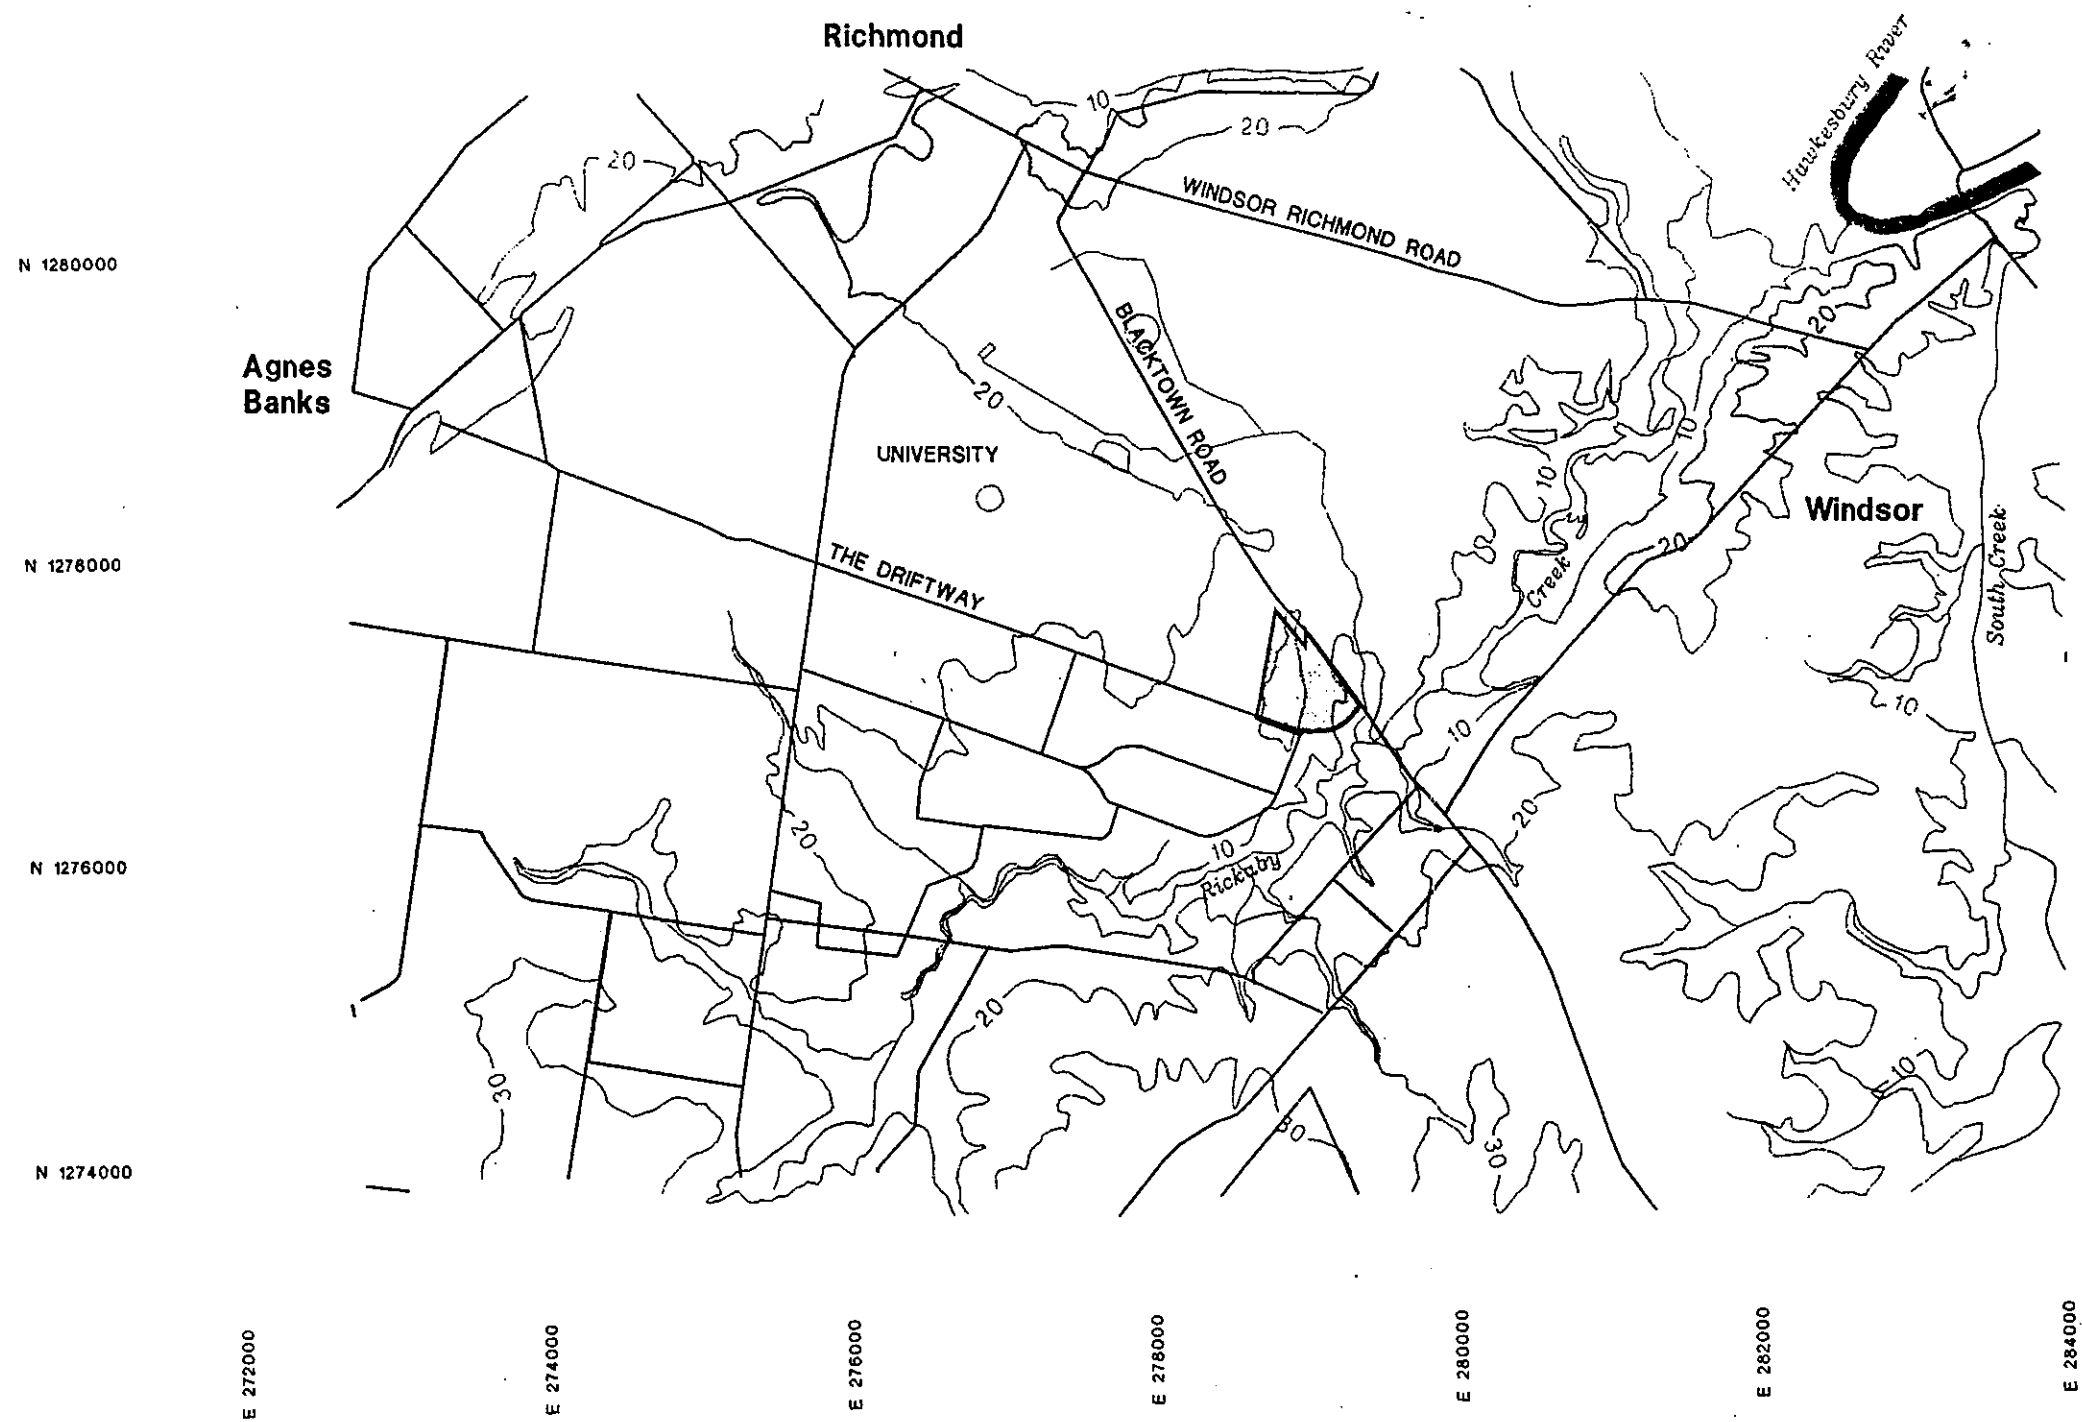 Richmond
Hawkesbury River
10
20
20
WINDSOR RICHMOND ROAD
N 1280000
BLACKTOWN ROAD
20
Agnes
Banks
20
10
UNIVERSITY
10
Windsor
20
THE DRIFTWAY
N 1278000
Creek
South Creek
10
10
20
20
10
N 1276000
Rickaby
20
30
10
30
30
N 1274000
E 272000
E 274000
E 276000
E 278000
E 280000
E 282000
E 284000